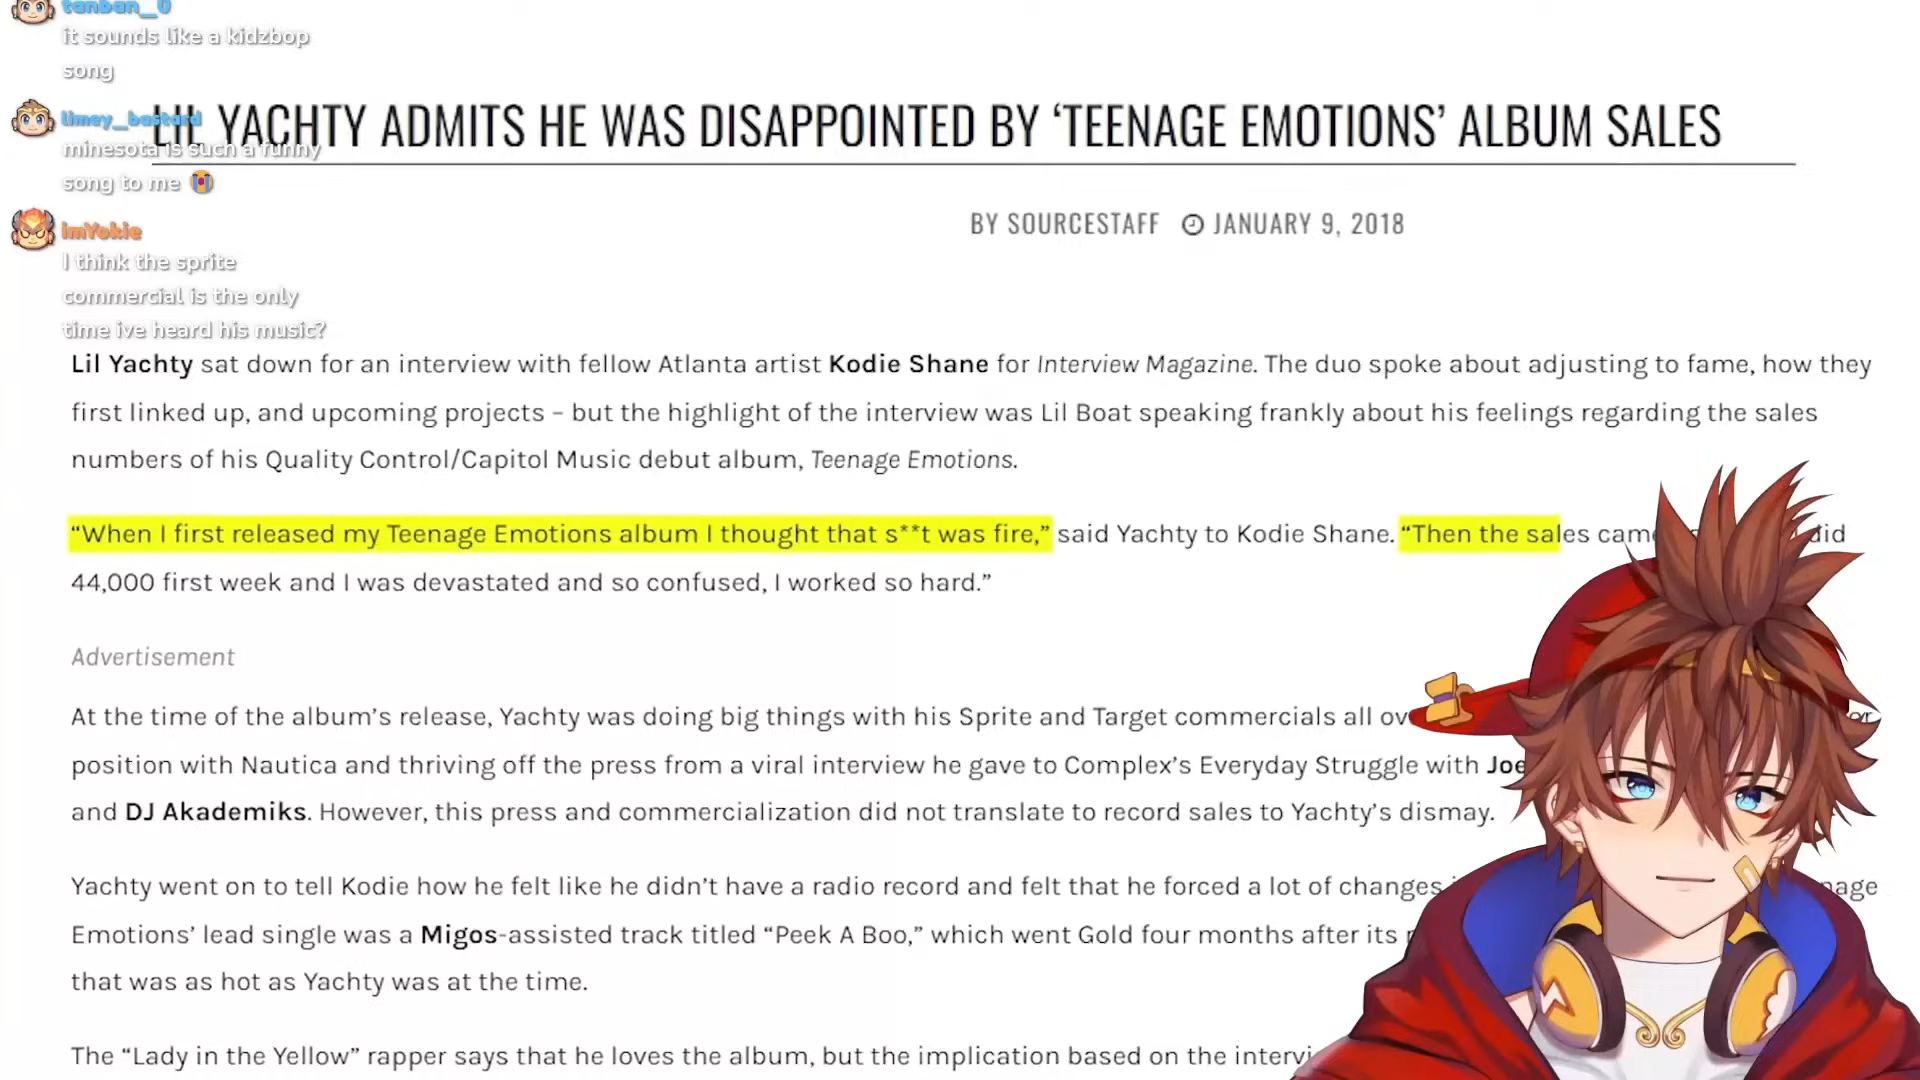 tanban__0
it sounds like a kidzbop
song
limey__bastard
minesota is such a funny
song to me 😭
imYokie
I think the sprite
commercial is the only
time ive heard his music?
LIL YACHTY ADMITS HE WAS DISAPPOINTED BY ‘TEENAGE EMOTIONS’ ALBUM SALES
BY SOURCESTAFF JANUARY 9, 2018
Lil Yachty sat down for an interview with fellow Atlanta artist Kodie Shane for Interview Magazine. The duo spoke about adjusting to fame, how they
first linked up, and upcoming projects – but the highlight of the interview was Lil Boat speaking frankly about his feelings regarding the sales
numbers of his Quality Control/Capitol Music debut album, Teenage Emotions.
“When I first released my Teenage Emotions album I thought that s**t was fire,” said Yachty to Kodie Shane. “Then the sales came did
44,000 first week and I was devastated and so confused, I worked so hard.”
Advertisement
At the time of the album’s release, Yachty was doing big things with his Sprite and Target commercials all
position with Nautica and thriving off the press from a viral interview he gave to Complex’s Everyday Struggle with Joe
and DJ Akademiks. However, this press and commercialization did not translate to record sales to Yachty’s dismay.
Yachty went on to tell Kodie how he felt like he didn’t have a radio record and felt that he forced a lot of changes
Emotions’ lead single was a Migos-assisted track titled “Peek A Boo,” which went Gold four months after its
that was as hot as Yachty was at the time.
The “Lady in the Yellow” rapper says that he loves the album, but the implication based on the